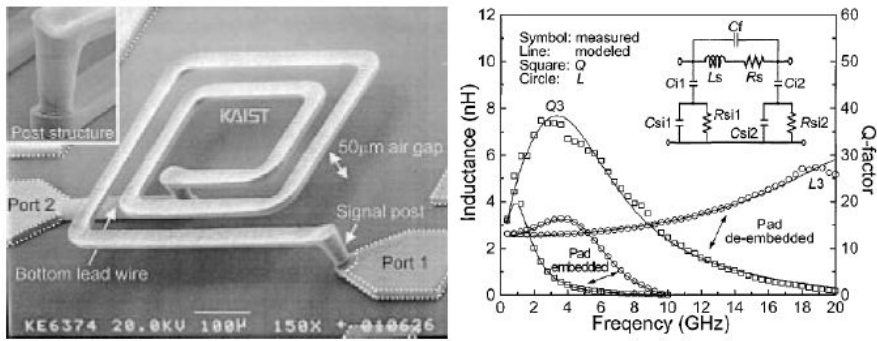 KAIST
Post structure
50μm air gap
Port 2
Signal post
Bottom lead wire
Port 1
KE6374 20.0KV 100μ 150X 010626
Inductance (nH)
12
10
8
6
4
2
0
0 2 4 6 8 10 12 14 16 18 20
Freqency (GHz)
60
50
40
30
20
10
0
Q-factor
Symbol: measured
Line: modeled
Square: Q
Circle: L
Cf
Ls Rs
Ci1 Ci2
Csi1 Rsi1 Csi2 Rsi2
Q3
L3
Pad de-embedded
Pad embedded